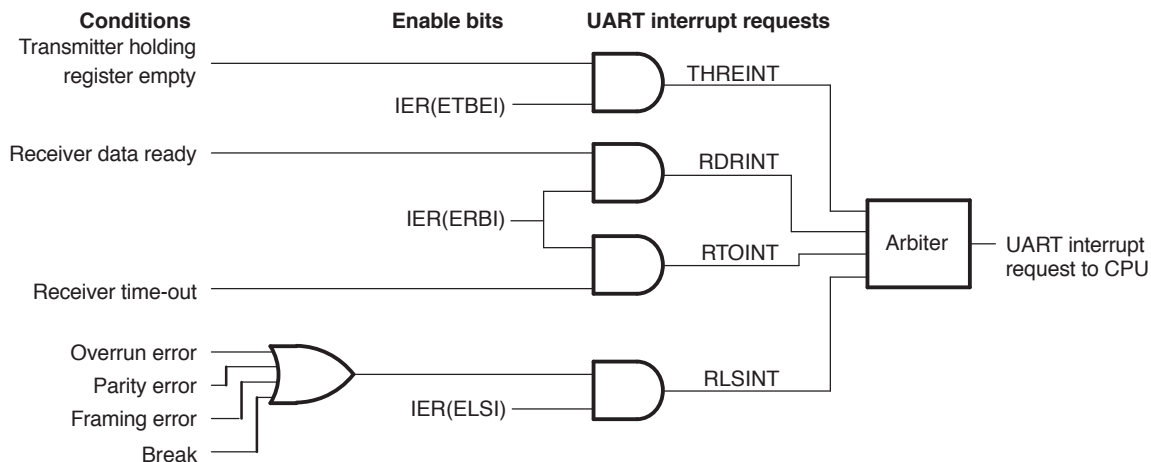 Conditions
Enable bits
UART interrupt requests
Transmitter holding
register empty
THREINT
IER(ETBEI)
Receiver data ready
RDRINT
IER(ERBI)
Arbiter
UART interrupt
request to CPU
RTOINT
Receiver time-out
Overrun error
Parity error
Framing error
Break
RLSINT
IER(ELSI)